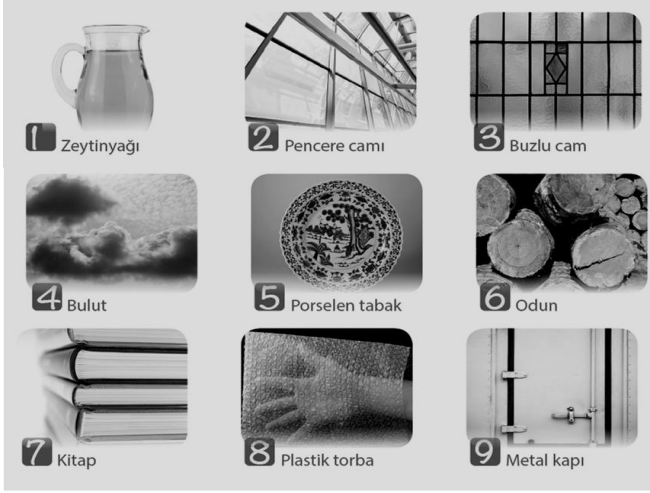 1 Zeytinyağı
2 Pencere camı
3 Buzlu cam
4 Bulut
5 Porselen tabak
6 Odun
7 Kitap
8 Plastik torba
9 Metal kapı